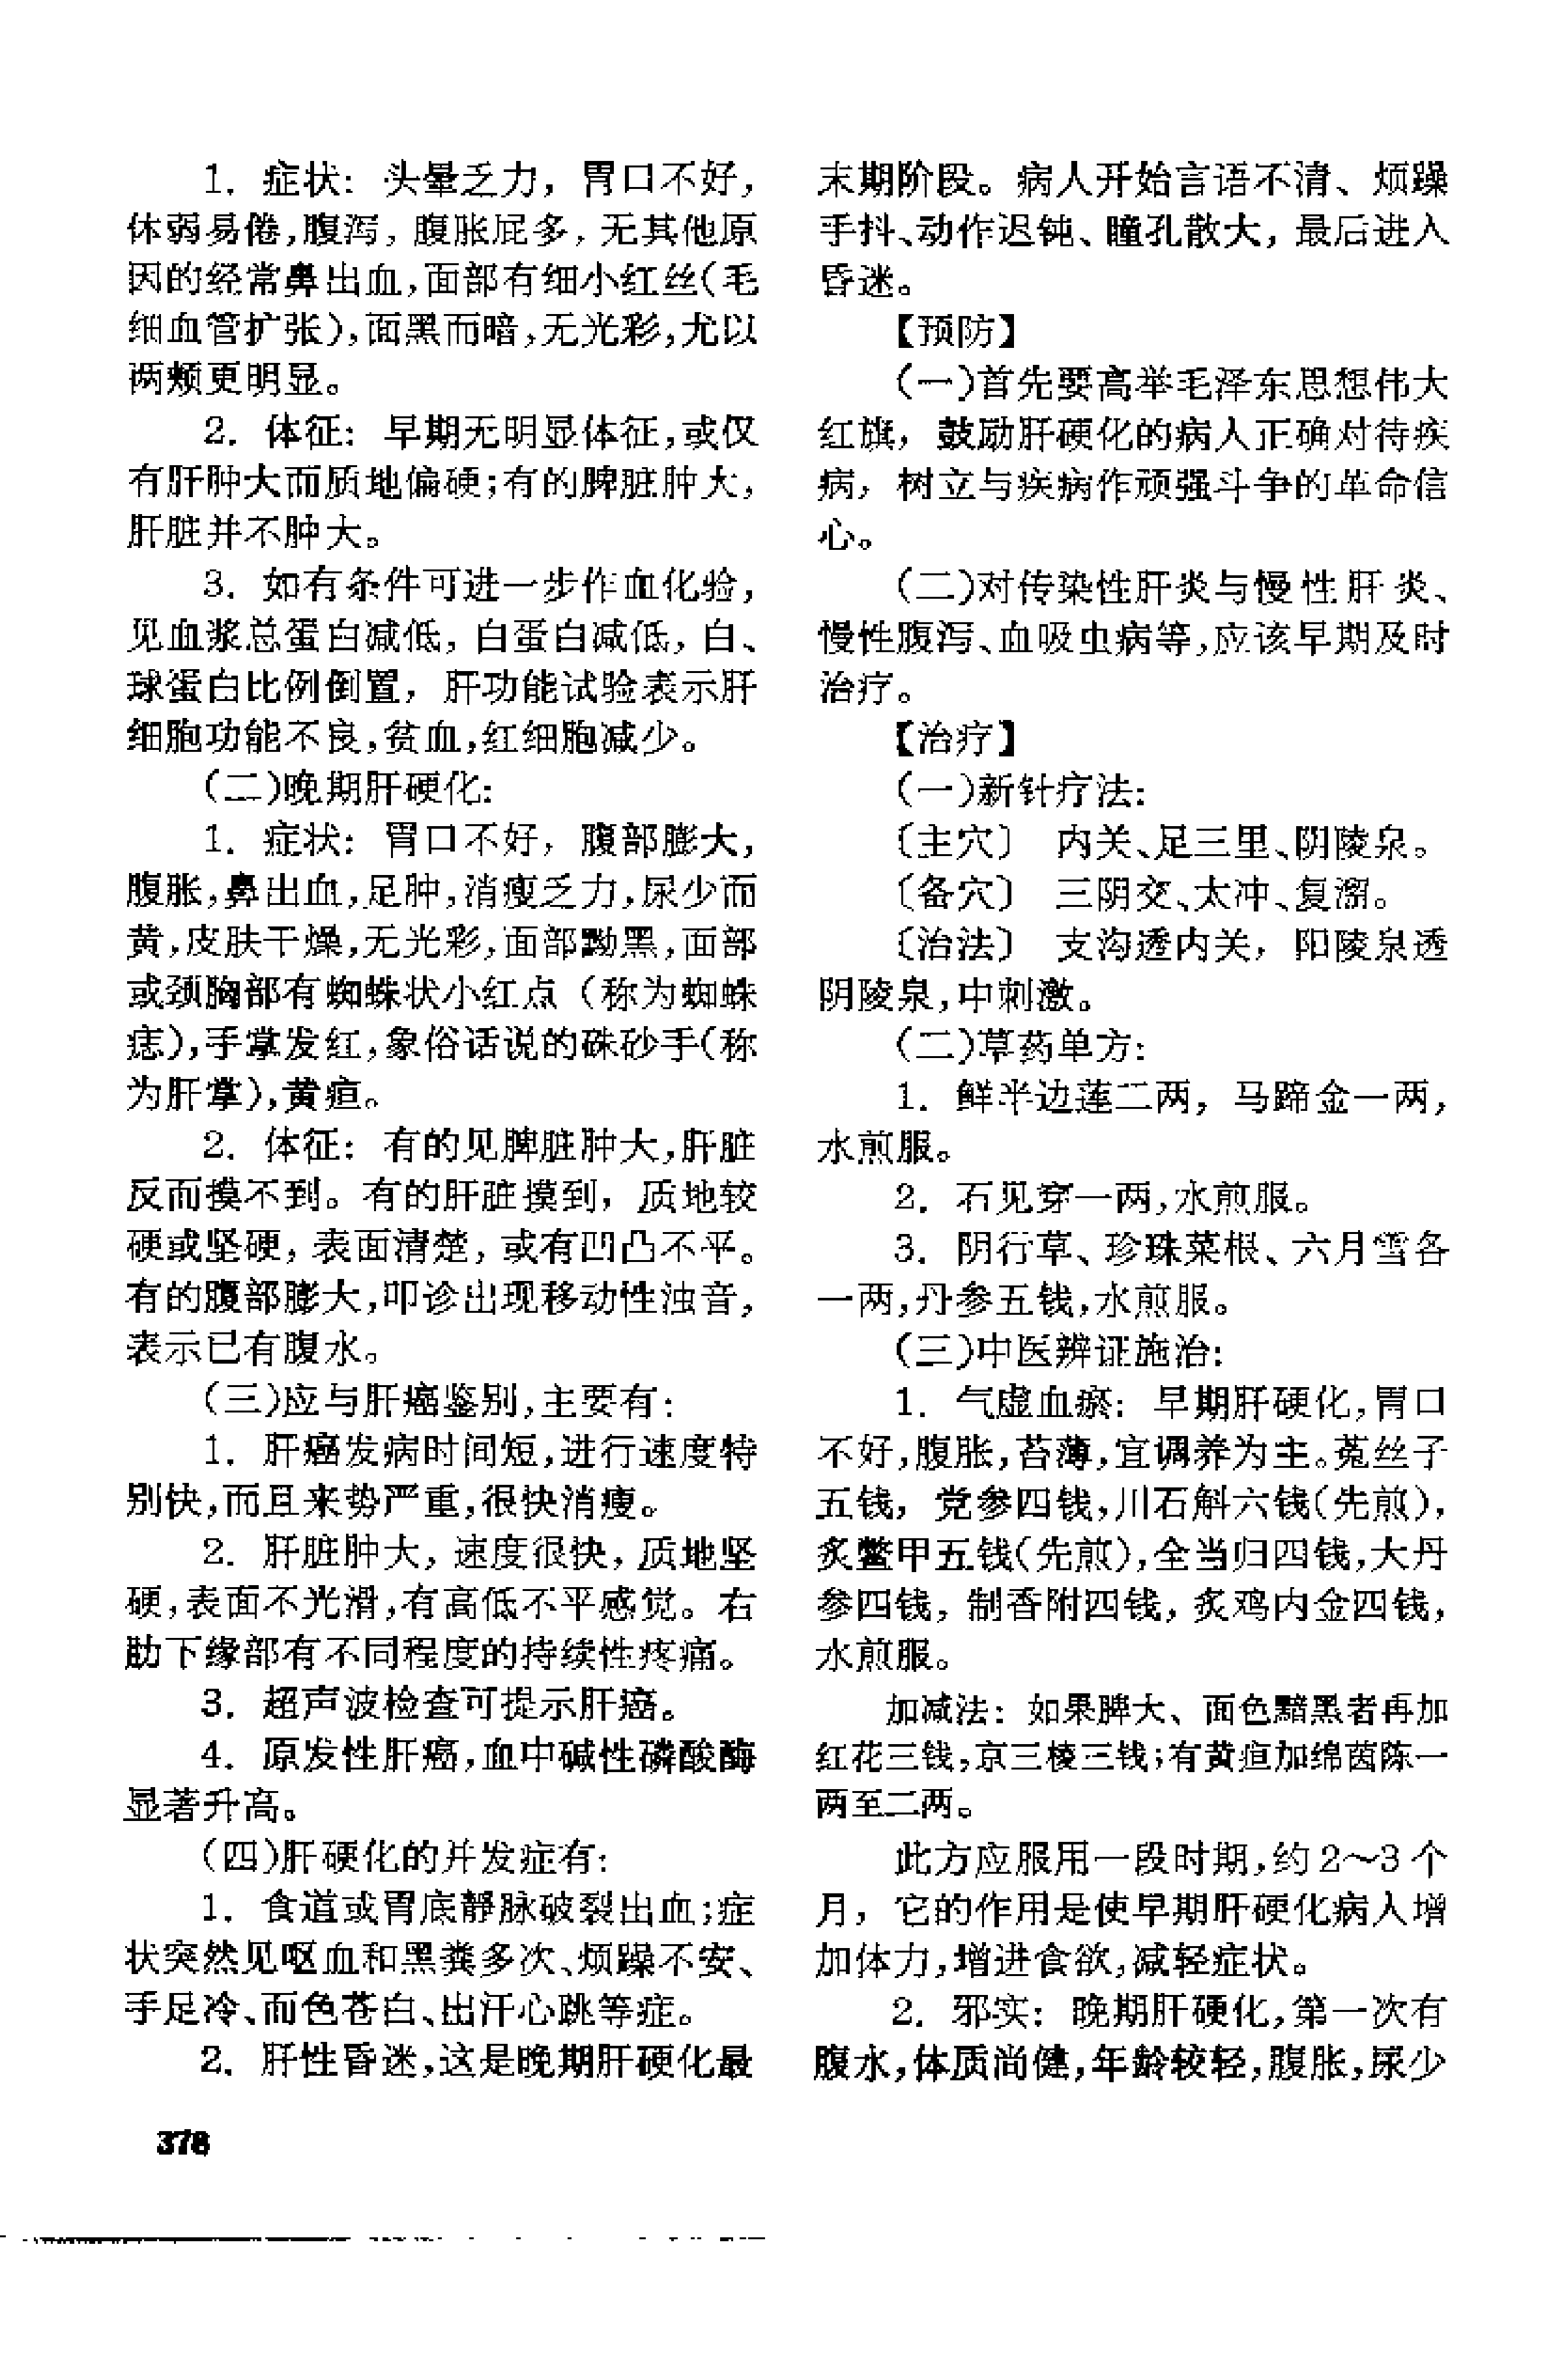 1. 症状：头晕乏力，胃口不好，
体弱易倦，腹泻，腹胀屁多，无其他原
因的经常鼻出血，面部有细小红丝（毛
细血管扩张），面黑而暗，无光彩，尤以
两颊更明显。
2. 体征：早期无明显体征，或仅
有肝肿大而质地偏硬；有的脾脏肿大，
肝脏并不肿大。
3. 如有条件可进一步作血化验，
见血浆总蛋白减低，白蛋白减低，白、
球蛋白比例倒置，肝功能试验表示肝
细胞功能不良，贫血，红细胞减少。
（二）晚期肝硬化：
1. 症状：胃口不好，腹部膨大，
腹胀，鼻出血，足肿，消瘦乏力，尿少而
黄，皮肤干燥，无光彩，面部黝黑，面部
或颈胸部有蜘蛛状小红点（称为蜘蛛
痣），手掌发红，象俗话说的硃砂手（称
为肝掌），黄疸。
2. 体征：有的见脾脏肿大，肝脏
反而摸不到。有的肝脏摸到，质地较
硬或坚硬，表面清楚，或有凹凸不平。
有的腹部膨大，叩诊出现移动性浊音，
表示已有腹水。
（三）应与肝癌鉴别，主要有：
1. 肝癌发病时间短，进行速度特
别快，而且来势严重，很快消瘦。
2. 肝脏肿大，速度很快，质地坚
硬，表面不光滑，有高低不平感觉。右
肋下缘部有不同程度的持续性疼痛。
3. 超声波检查可提示肝癌。
4. 原发性肝癌，血中碱性磷酸酶
显著升高。
（四）肝硬化的并发症有：
1. 食道或胃底静脉破裂出血；症
状突然见呕血和黑粪多次、烦躁不安、
手足冷、面色苍白、出汗心跳等症。
2. 肝性昏迷，这是晚期肝硬化最
末期阶段。病人开始言语不清、烦躁
手抖、动作迟钝、瞳孔散大，最后进入
昏迷。
【预防】
（一）首先要高举毛泽东思想伟大
红旗，鼓励肝硬化的病人正确对待疾
病，树立与疾病作顽强斗争的革命信
心。
（二）对传染性肝炎与慢性肝炎、
慢性腹泻、血吸虫病等，应该早期及时
治疗。
【治疗】
（一）新针疗法：
〔主穴〕 内关、足三里、阴陵泉。
〔备穴〕 三阴交、太冲、复溜。
〔治法〕 支沟透内关，阳陵泉透
阴陵泉，中刺激。
（二）草药单方：
1. 鲜半边莲二两，马蹄金一两，
水煎服。
2. 石见穿一两，水煎服。
3. 阴行草、珍珠菜根、六月雪各
一两，丹参五钱，水煎服。
（三）中医辨证施治：
1. 气虚血瘀：早期肝硬化，胃口
不好，腹胀，苔薄，宜调养为主。菟丝子
五钱，党参四钱，川石斛六钱（先煎），
炙鳖甲五钱（先煎），全当归四钱，大丹
参四钱，制香附四钱，炙鸡内金四钱，
水煎服。
加减法：如果脾大、面色黯黑者再加
红花三钱，京三棱三钱；有黄疸加绵茵陈一
两至二两。
此方应服用一段时期，约2～3个
月，它的作用是使早期肝硬化病人增
加体力，增进食欲，减轻症状。
2. 邪实：晚期肝硬化，第一次有
腹水，体质尚健，年龄较轻，腹胀，尿少
378